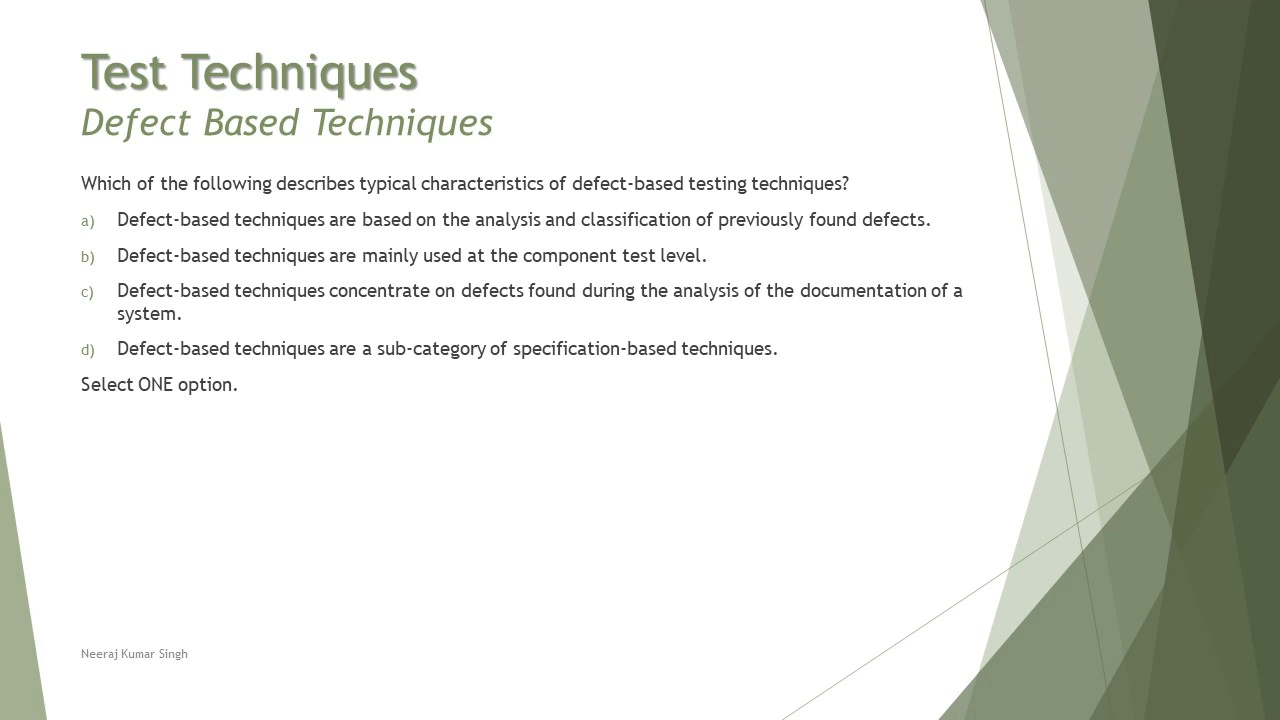 Test Techniques
Defect Based Techniques
Which of the following describes typical characteristics of defect-based testing techniques?
a) Defect-based techniques are based on the analysis and classification of previously found defects.
b) Defect-based techniques are mainly used at the component test level.
c) Defect-based techniques concentrate on defects found during the analysis of the documentation of a
system.
d) Defect-based techniques are a sub-category of specification-based techniques.
Select ONE option.
Neeraj Kumar Singh